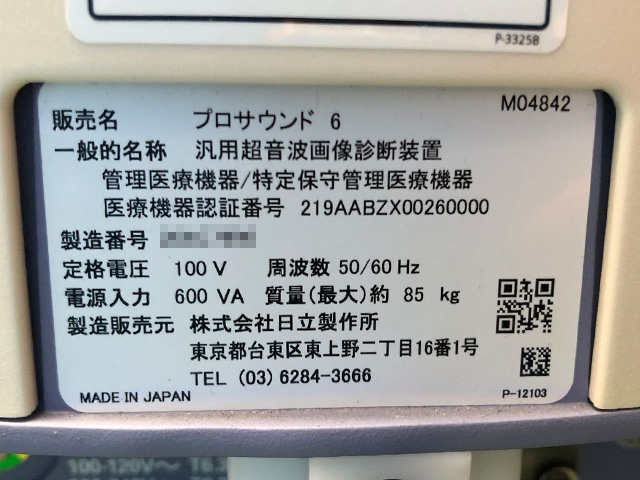 P-3325B
M04842
販売名 プロサウンド 6
一般的名称 汎用超音波画像診断装置
管理医療機器/特定保守管理医療機器
医療機器認証番号 219AABZX00260000
製造番号
定格電圧 100 V 周波数 50/60 Hz
電源入力 600 VA 質量(最大)約 85 kg
製造販売元 株式会社日立製作所
東京都台東区東上野二丁目16番1号
TEL (03) 6284-3666
MADE IN JAPAN
P-12103
100-120V～ T6.3